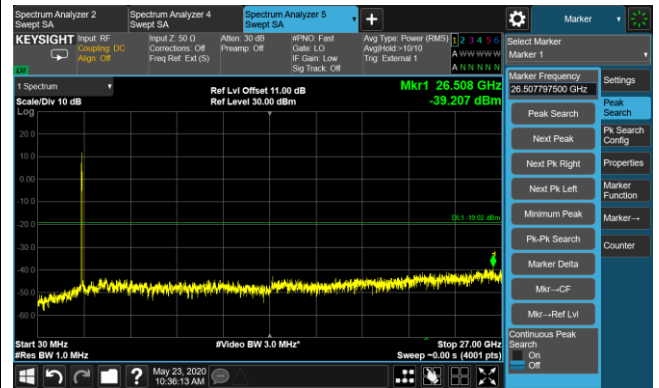 Spectrum Analyzer 2
Swept SA
Spectrum Analyzer 4
Swept SA
Spectrum Analyzer 5
Swept SA
+
Marker
KEYSIGHT
Input: RF
Coupling: DC
Align: Off
Input Z: 50 Ω
Corrections: Off
Freq Ref: Ext (S)
Atten: 30 dB
Preamp: Off
#PNO: Fast
Gate: LO
IF Gain: Low
Sig Track: Off
Avg Type: Power (RMS)
Avg|Hold:>10/10
Trig: External 1
1 2 3 4 5 6
A W W W W W
A N N N N N
Select Marker
Marker 1
LXI
1 Spectrum
Scale/Div 10 dB
Ref Lvl Offset 11.00 dB
Ref Level 30.00 dBm
Mkr1 26.508 GHz
-39.207 dBm
Log
20.0
10.0
0.00
-10.0
-20.0
-30.0
-40.0
-50.0
-60.0
DL1 -19.02 dBm
1
Start 30 MHz
#Res BW 1.0 MHz
#Video BW 3.0 MHz*
Stop 27.00 GHz
Sweep ~0.00 s (4001 pts)
Marker Frequency
26.507797500 GHz
Peak Search
Next Peak
Next Pk Right
Next Pk Left
Minimum Peak
Pk-Pk Search
Marker Delta
Mkr→CF
Mkr→Ref Lvl
Continuous Peak
Search
On
Off
Settings
Peak
Search
Pk Search
Config
Properties
Marker
Function
Marker→
Counter
?
May 23, 2020
10:36:13 AM